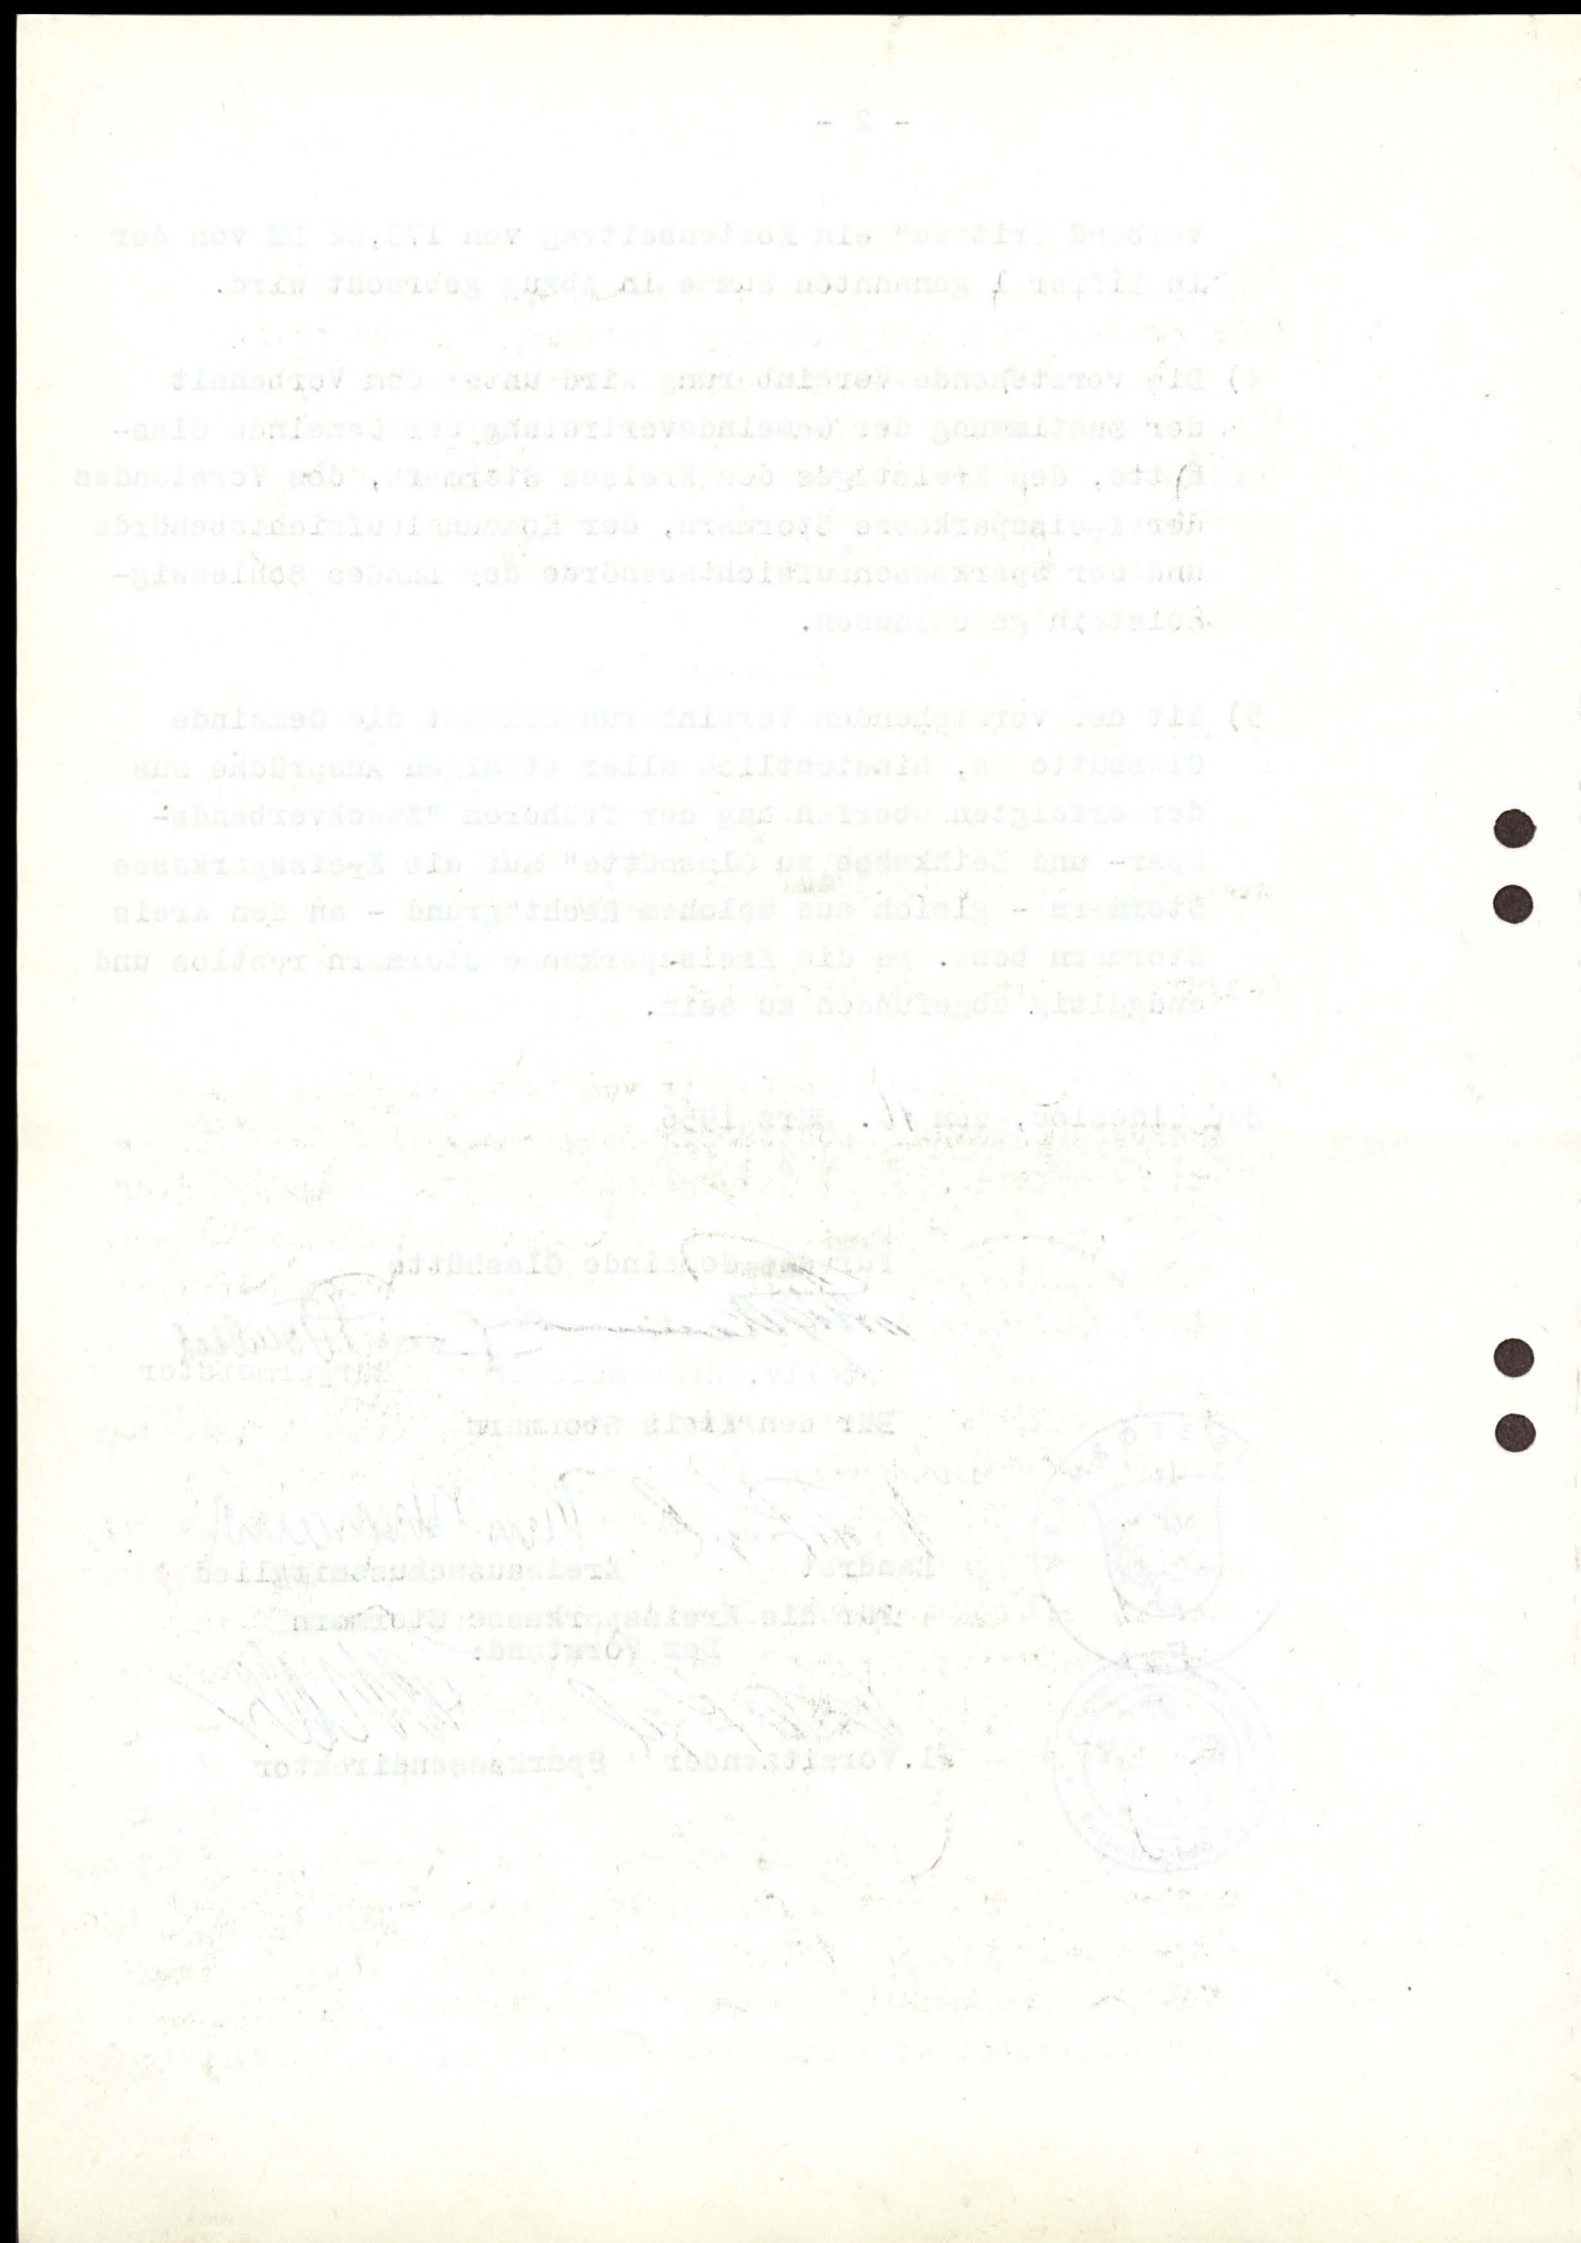 - 2 -
verband Trittau" ein Kostenbeitrag von 179,02 DM von der
in Ziffer 1 genannten Summe in Abzug gebracht wird.
4) Die vorstehende Vereinbarung wird unter dem Vorbehalt
der Zustimmung der Gemeindevertretung der Gemeinde Glas-
hütte, des Kreistages des Kreises Stormarn, des Vorstandes
der Kreissparkasse Stormarn, der Kommunalaufsichtsbehörde
und der Sparkassenaufsichtsbehörde des Landes Schleswig-
Holstein geschlossen.
5) Mit der vorstehenden Vereinbarung die Gemeinde
Glashütte an, hinsichtlich aller etwaigen Ansprüche aus
der erfolgten Überführung der früheren "Zweckverbands-
Spar- und Leihkasse zu Glashütte" auf die Kreissparkasse
Stormarn - gleich aus welchem Rechtsgrund - an den Kreis
Stormarn bezw. an die Kreissparkasse Stormarn restlos und
endgültig abgefunden zu sein.
Bad Oldesloe, den 16. März 1956
Für die Gemeinde Glashütte
stellv. Bürgermeister Bürgermeister
Für den Kreis Stormarn
Landrat Kreisausschussmitglied
Für die Kreissparkasse Stormarn
Der Vorstand:
1.Vorsitzender Sparkassendirektor